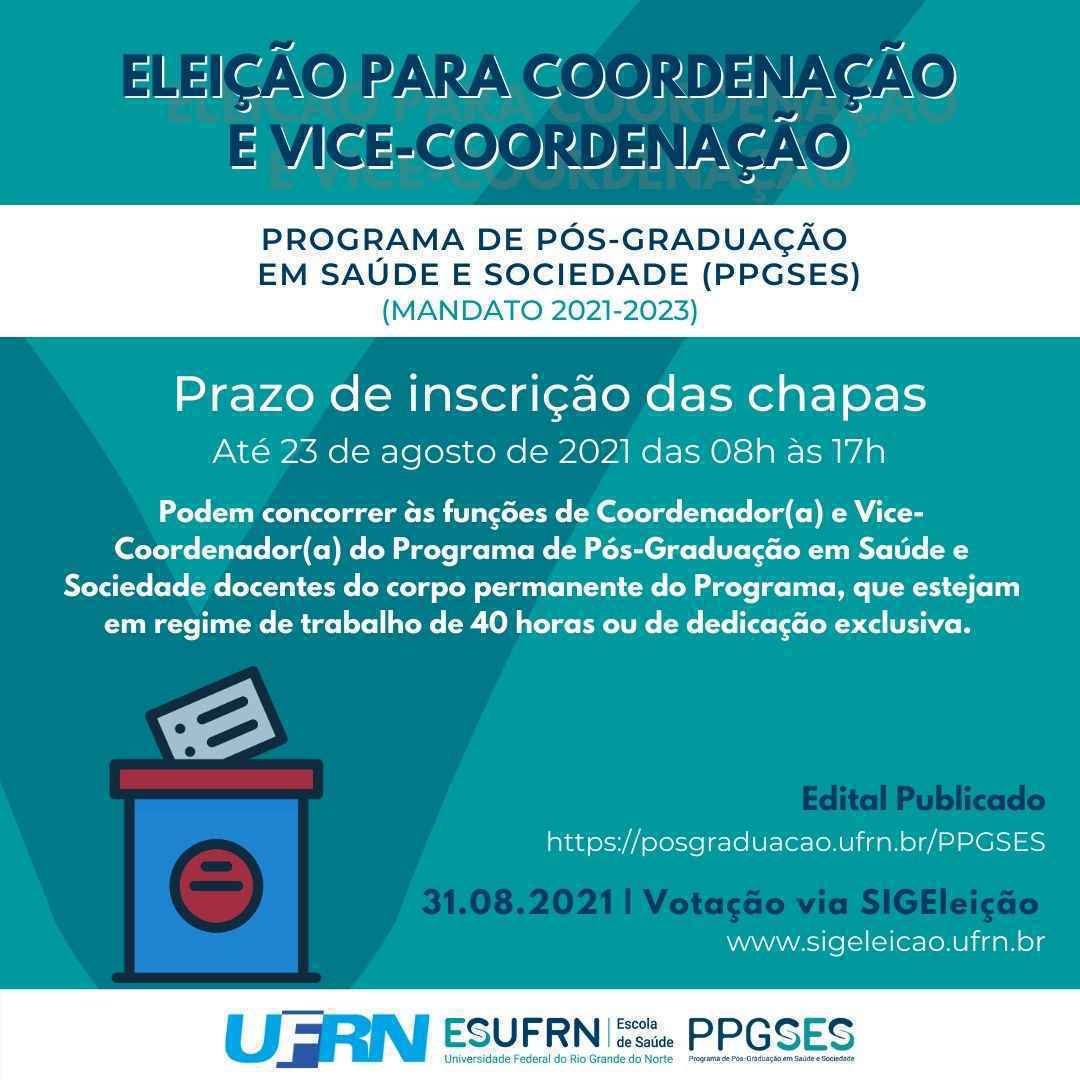 ELEIÇÃO PARA COORDENAÇÃO
E VICE-COORDENAÇÃO
PROGRAMA DE PÓS-GRADUAÇÃO
EM SAÚDE E SOCIEDADE (PPGSES)
(MANDATO 2021-2023)
Prazo de inscrição das chapas
Até 23 de agosto de 2021 das 08h às 17h
Podem concorrer às funções de Coordenador(a) e Vice-
Coordenador(a) do Programa de Pós-Graduação em Saúde e
Sociedade docentes do corpo permanente do Programa, que estejam
em regime de trabalho de 40 horas ou de dedicação exclusiva.
Edital Publicado
https://posgraduacao.ufrn.br/PPGSES
31.08.2021 | Votação via SIGEleição
www.sigeleicao.ufrn.br
UFRN
ESUFRN | Escola de Saúde
Universidade Federal do Rio Grande do Norte
PPGSES
Programa de Pós-Graduação em Saúde e Sociedade